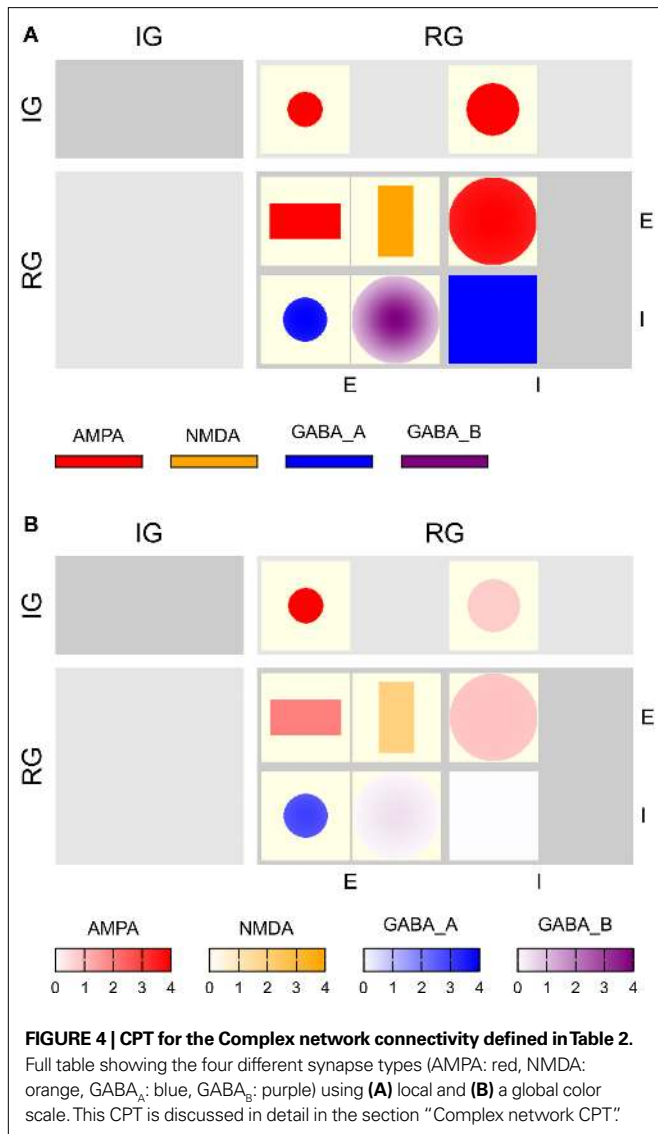 A
IG RG
IG
RG
E
I
E I
AMPA NMDA GABA_A GABA_B
B
IG RG
IG
RG
E
I
E I
AMPA NMDA GABA_A GABA_B
0 1 2 3 4 0 1 2 3 4 0 1 2 3 4 0 1 2 3 4
FIGURE 4 | CPT for the Complex network connectivity defined in Table 2.
Full table showing the four different synapse types (AMPA: red, NMDA:
orange, GABA_A: blue, GABA_B: purple) using (A) local and (B) a global color
scale. This CPT is discussed in detail in the section “Complex network CPT”.